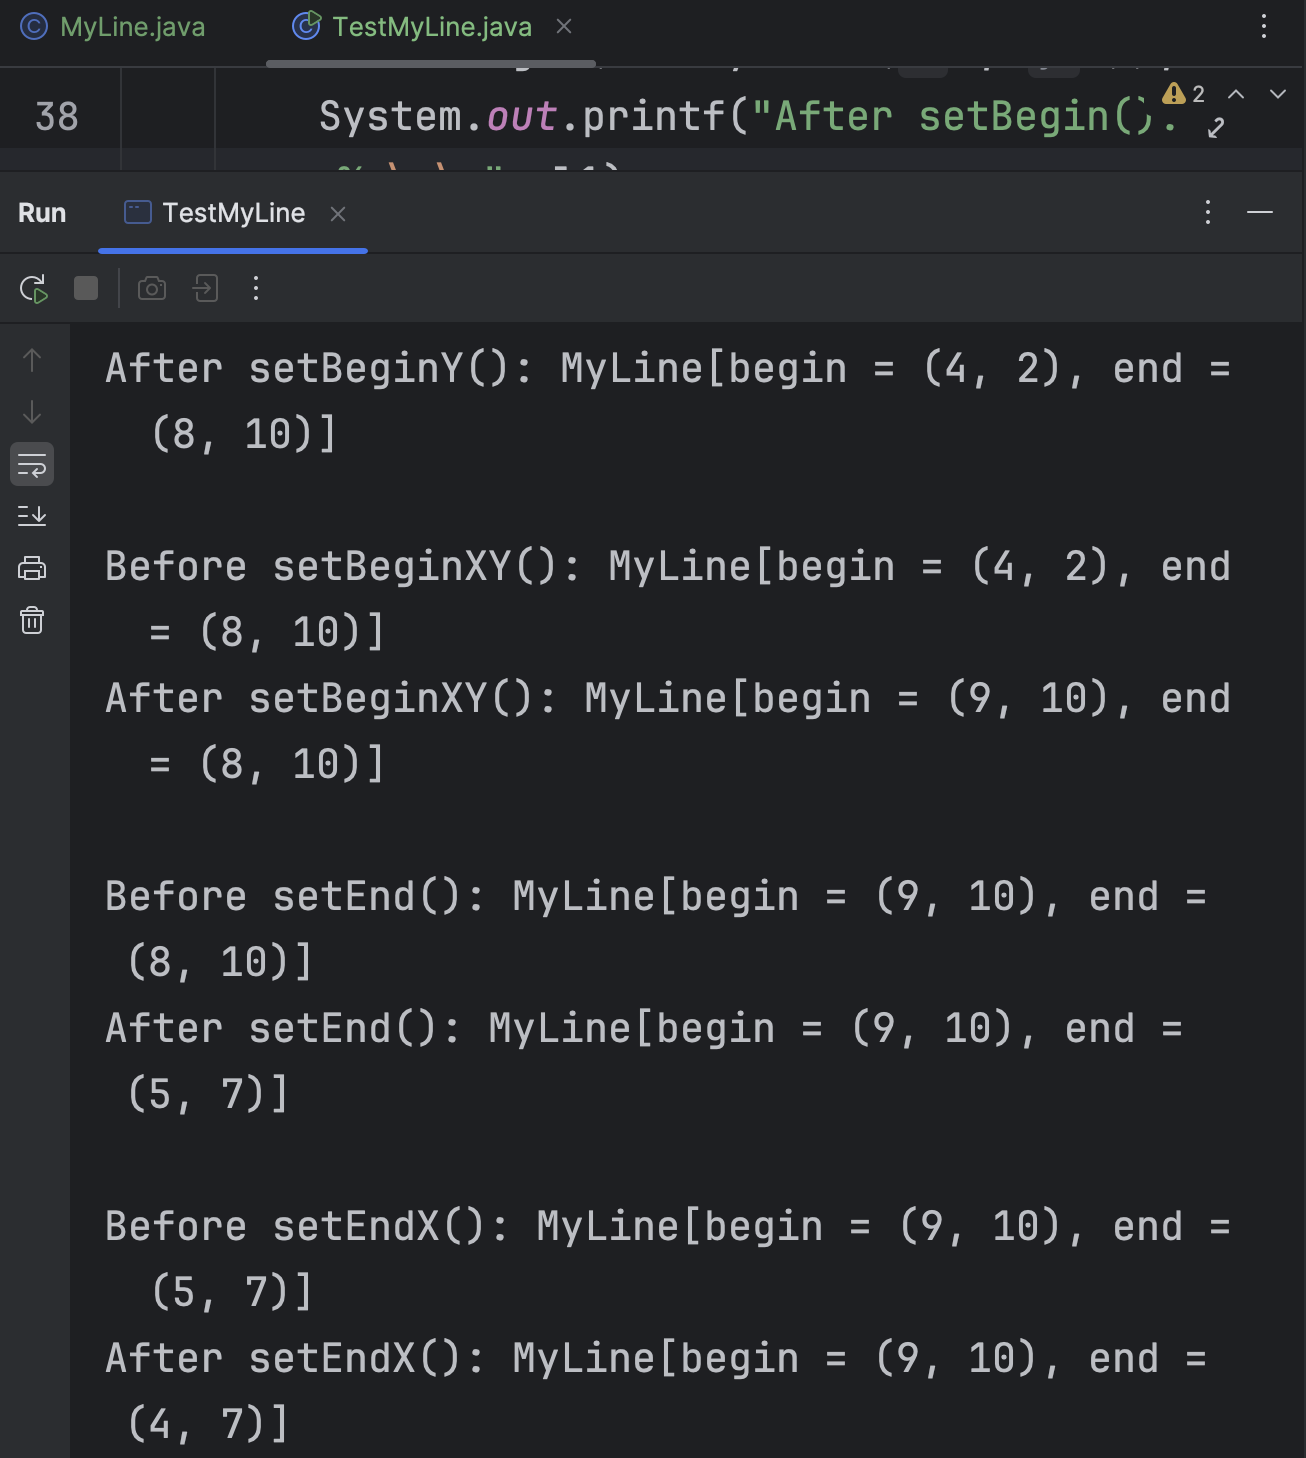 MyLine.java TestMyLine.java
38 System.out.printf("After setBegin(): 2
Run TestMyLine
After setBeginY(): MyLine[begin = (4, 2), end =
(8, 10)]
Before setBeginXY(): MyLine[begin = (4, 2), end
= (8, 10)]
After setBeginXY(): MyLine[begin = (9, 10), end
= (8, 10)]
Before setEnd(): MyLine[begin = (9, 10), end =
(8, 10)]
After setEnd(): MyLine[begin = (9, 10), end =
(5, 7)]
Before setEndX(): MyLine[begin = (9, 10), end =
(5, 7)]
After setEndX(): MyLine[begin = (9, 10), end =
(4, 7)]